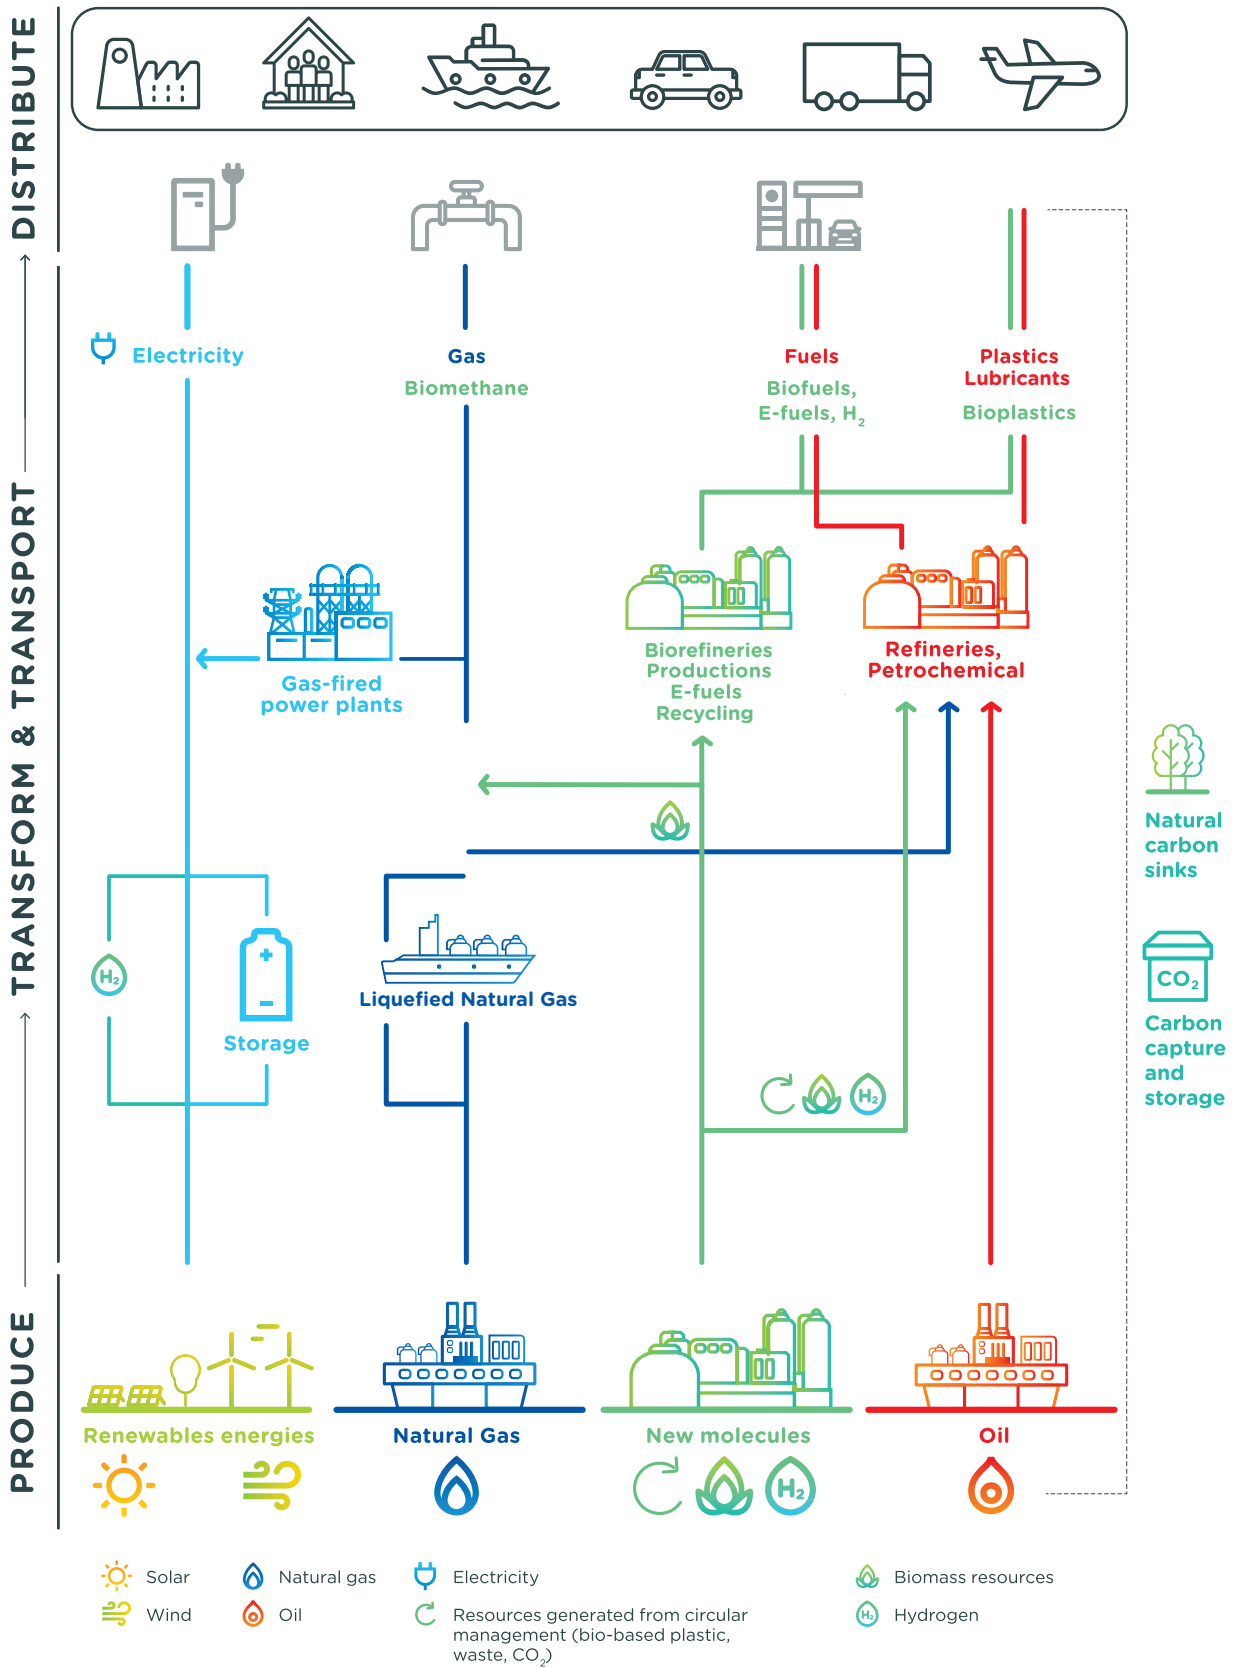 DISTRIBUTE
TRANSFORM & TRANSPORT
PRODUCE
Electricity
Gas
Biomethane
Fuels
Biofuels,
E-fuels, H₂
Plastics
Lubricants
Bioplastics
Gas-fired
power plants
Biorefineries
Productions
E-fuels
Recycling
Refineries,
Petrochemical
Natural
carbon
sinks
H₂
Storage
Liquefied Natural Gas
CO₂
Carbon
capture
and
storage
H₂
Renewables energies
Natural Gas
New molecules
Oil
H₂
Solar
Natural gas
Electricity
Biomass resources
Wind
Oil
Resources generated from circular
management (bio-based plastic,
waste, CO₂)
H₂
Hydrogen